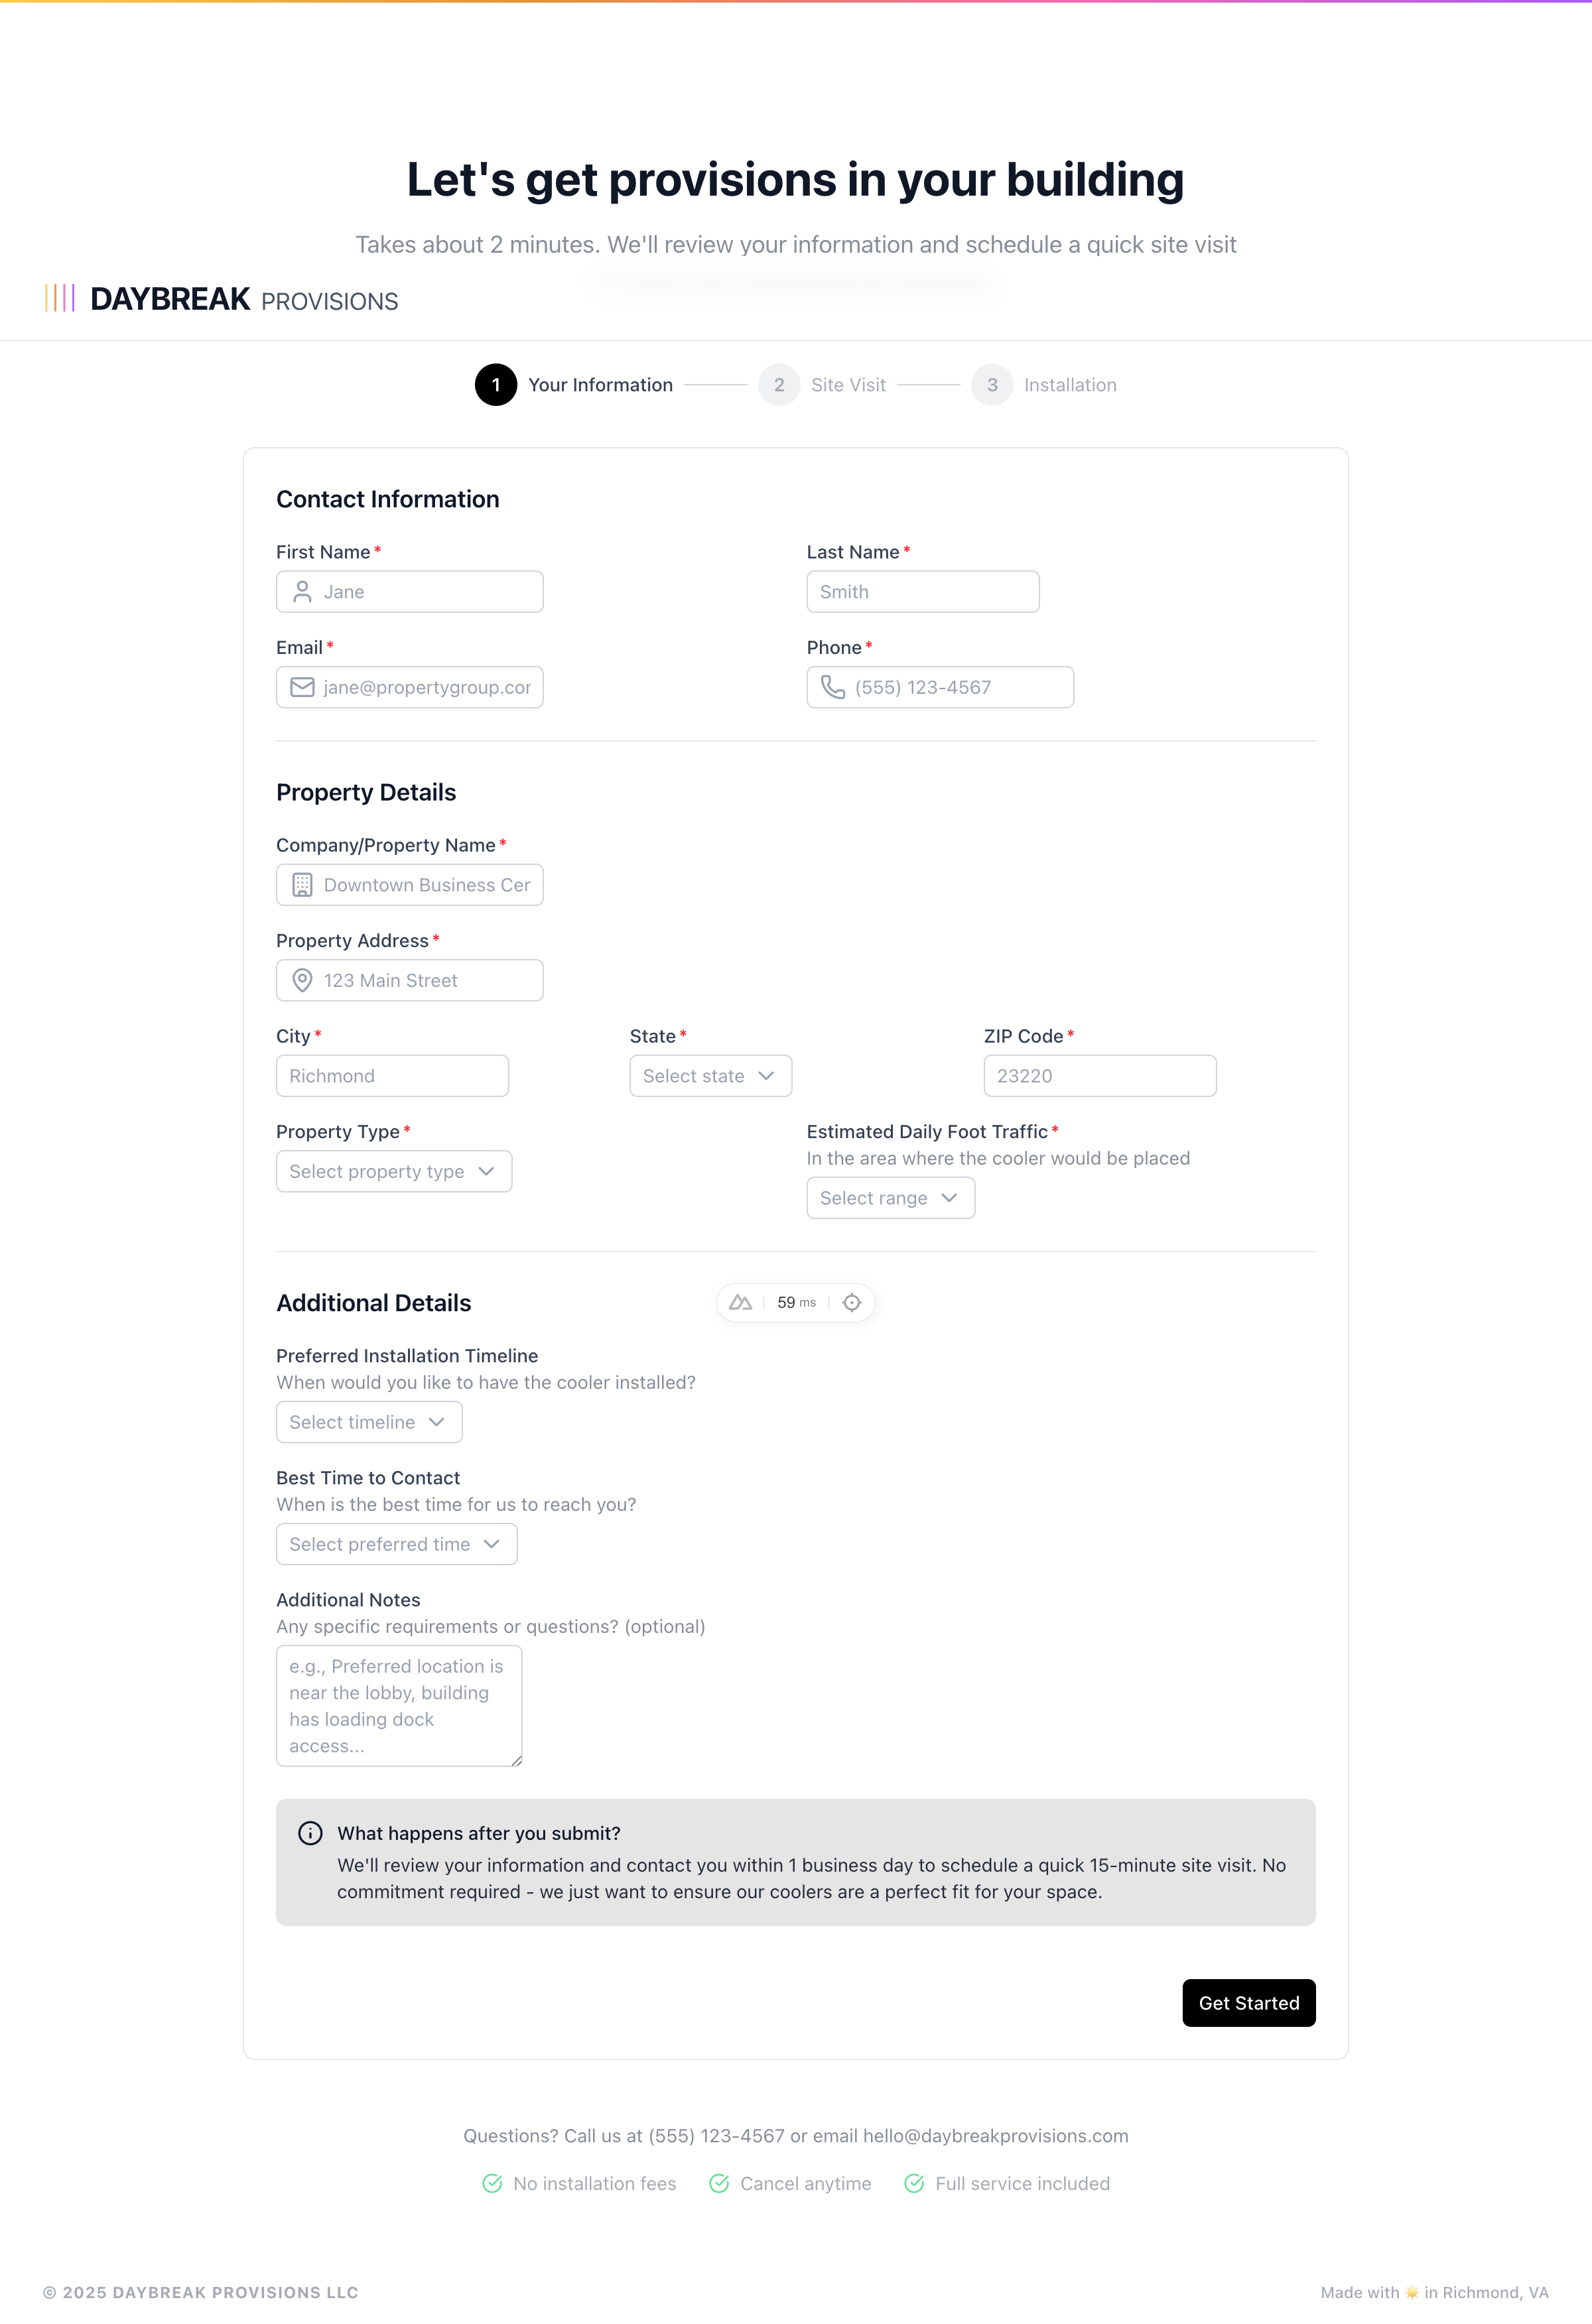 Let's get provisions in your building
Takes about 2 minutes. We'll review your information and schedule a quick site visit
DAYBREAK PROVISIONS
1 Your Information 2 Site Visit 3 Installation
Contact Information
First Name* Last Name*
Jane Smith
Email* Phone*
jane@propertygroup.cor (555) 123-4567
Property Details
Company/Property Name*
Downtown Business Cer
Property Address*
123 Main Street
City* State* ZIP Code*
Richmond Select state 23220
Property Type* Estimated Daily Foot Traffic*
In the area where the cooler would be placed
Select property type
Select range
Additional Details
59 ms
Preferred Installation Timeline
When would you like to have the cooler installed?
Select timeline
Best Time to Contact
When is the best time for us to reach you?
Select preferred time
Additional Notes
Any specific requirements or questions? (optional)
e.g., Preferred location is
near the lobby, building
has loading dock
access...
What happens after you submit?
We'll review your information and contact you within 1 business day to schedule a quick 15-minute site visit. No
commitment required - we just want to ensure our coolers are a perfect fit for your space.
Get Started
Questions? Call us at (555) 123-4567 or email hello@daybreakprovisions.com
No installation fees Cancel anytime Full service included
© 2025 DAYBREAK PROVISIONS LLC
Made with ☀️ in Richmond, VA